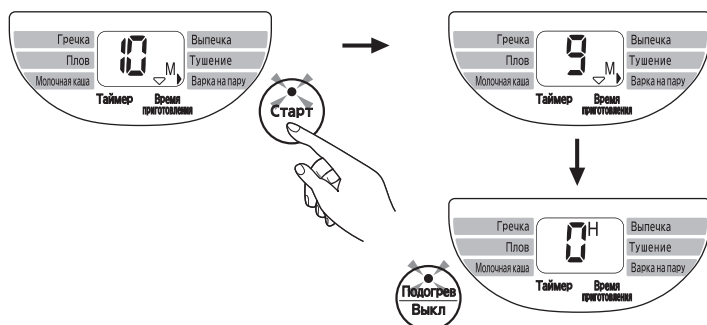 Гречка
Плов
Молочная каша
10 M
Выпечка
Тушение
Варка на пару
Таймер
Время приготовления
Старт
Гречка
Плов
Молочная каша
9 M
Выпечка
Тушение
Варка на пару
Таймер
Время приготовления
Гречка
Плов
Молочная каша
0 H
Выпечка
Тушение
Варка на пару
Таймер
Время приготовления
Подогрев
Выкл